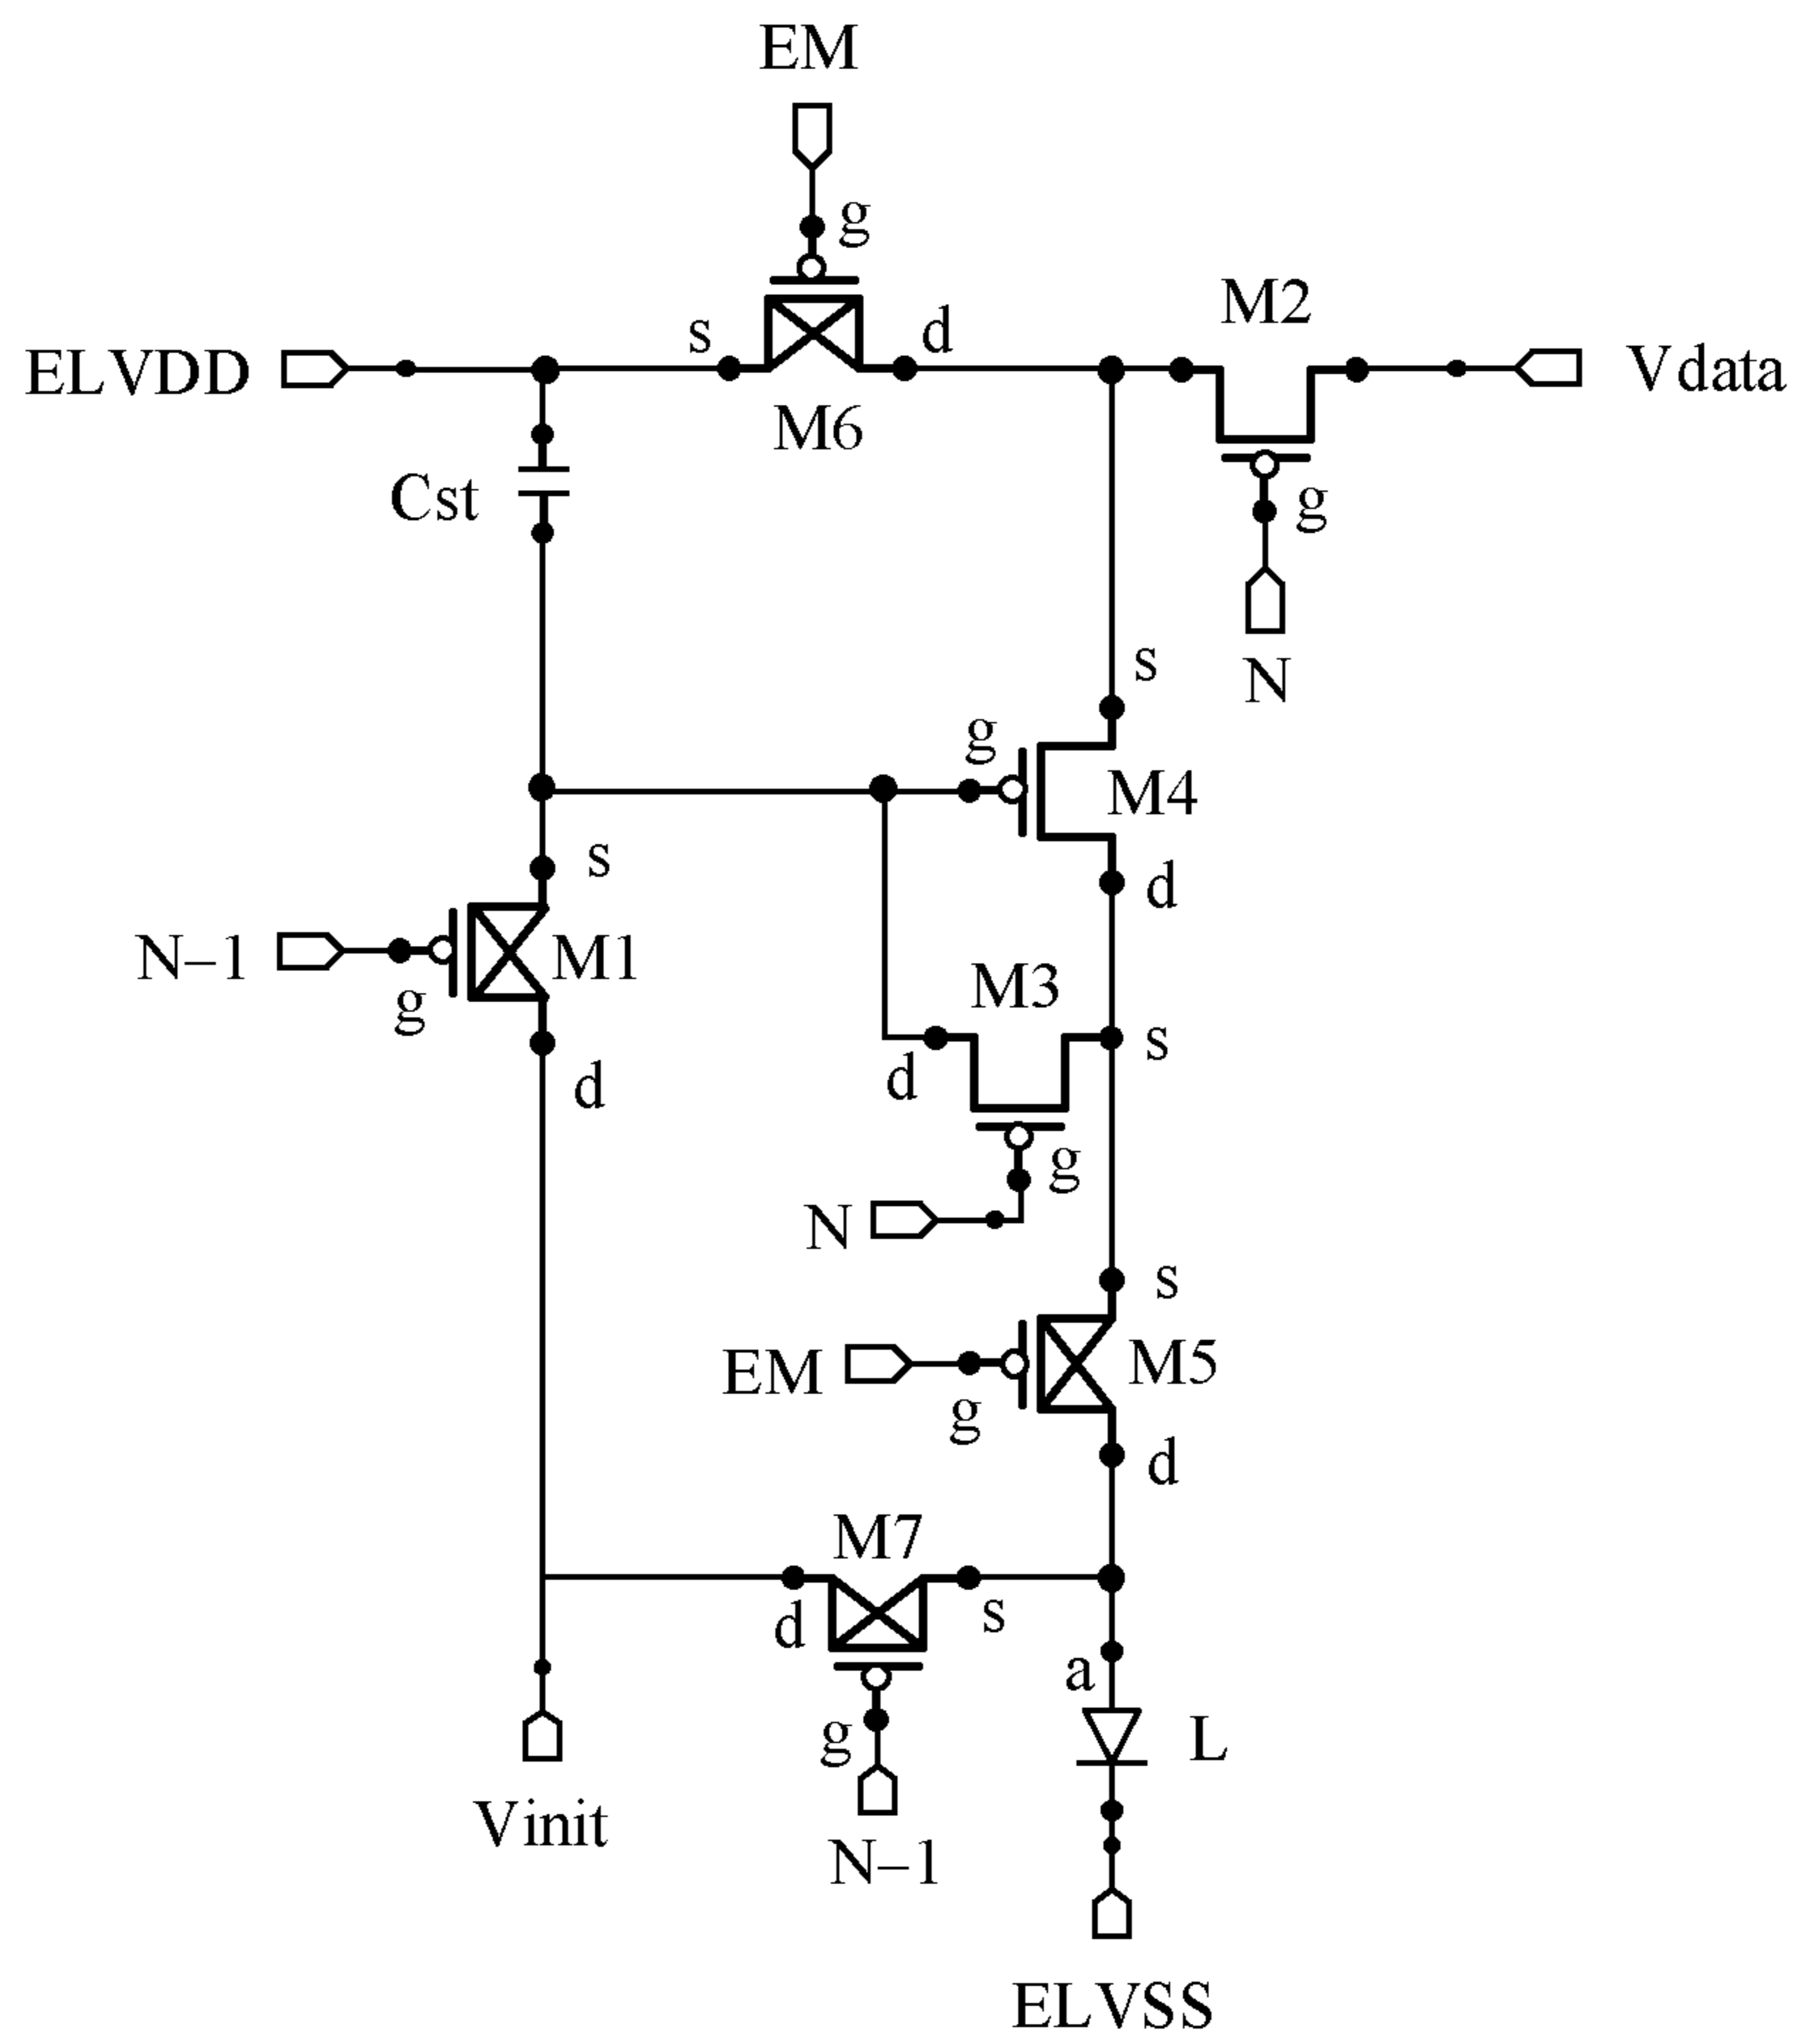 EM
g
M2
s
d
ELVDD
Vdata
M6
Cst
g
N
s
g
M4
s
d
N–1
M1
M3
g
s
d
d
g
N
s
EM
M5
g
d
M7
d
s
a
g
L
Vinit
N–1
ELVSS